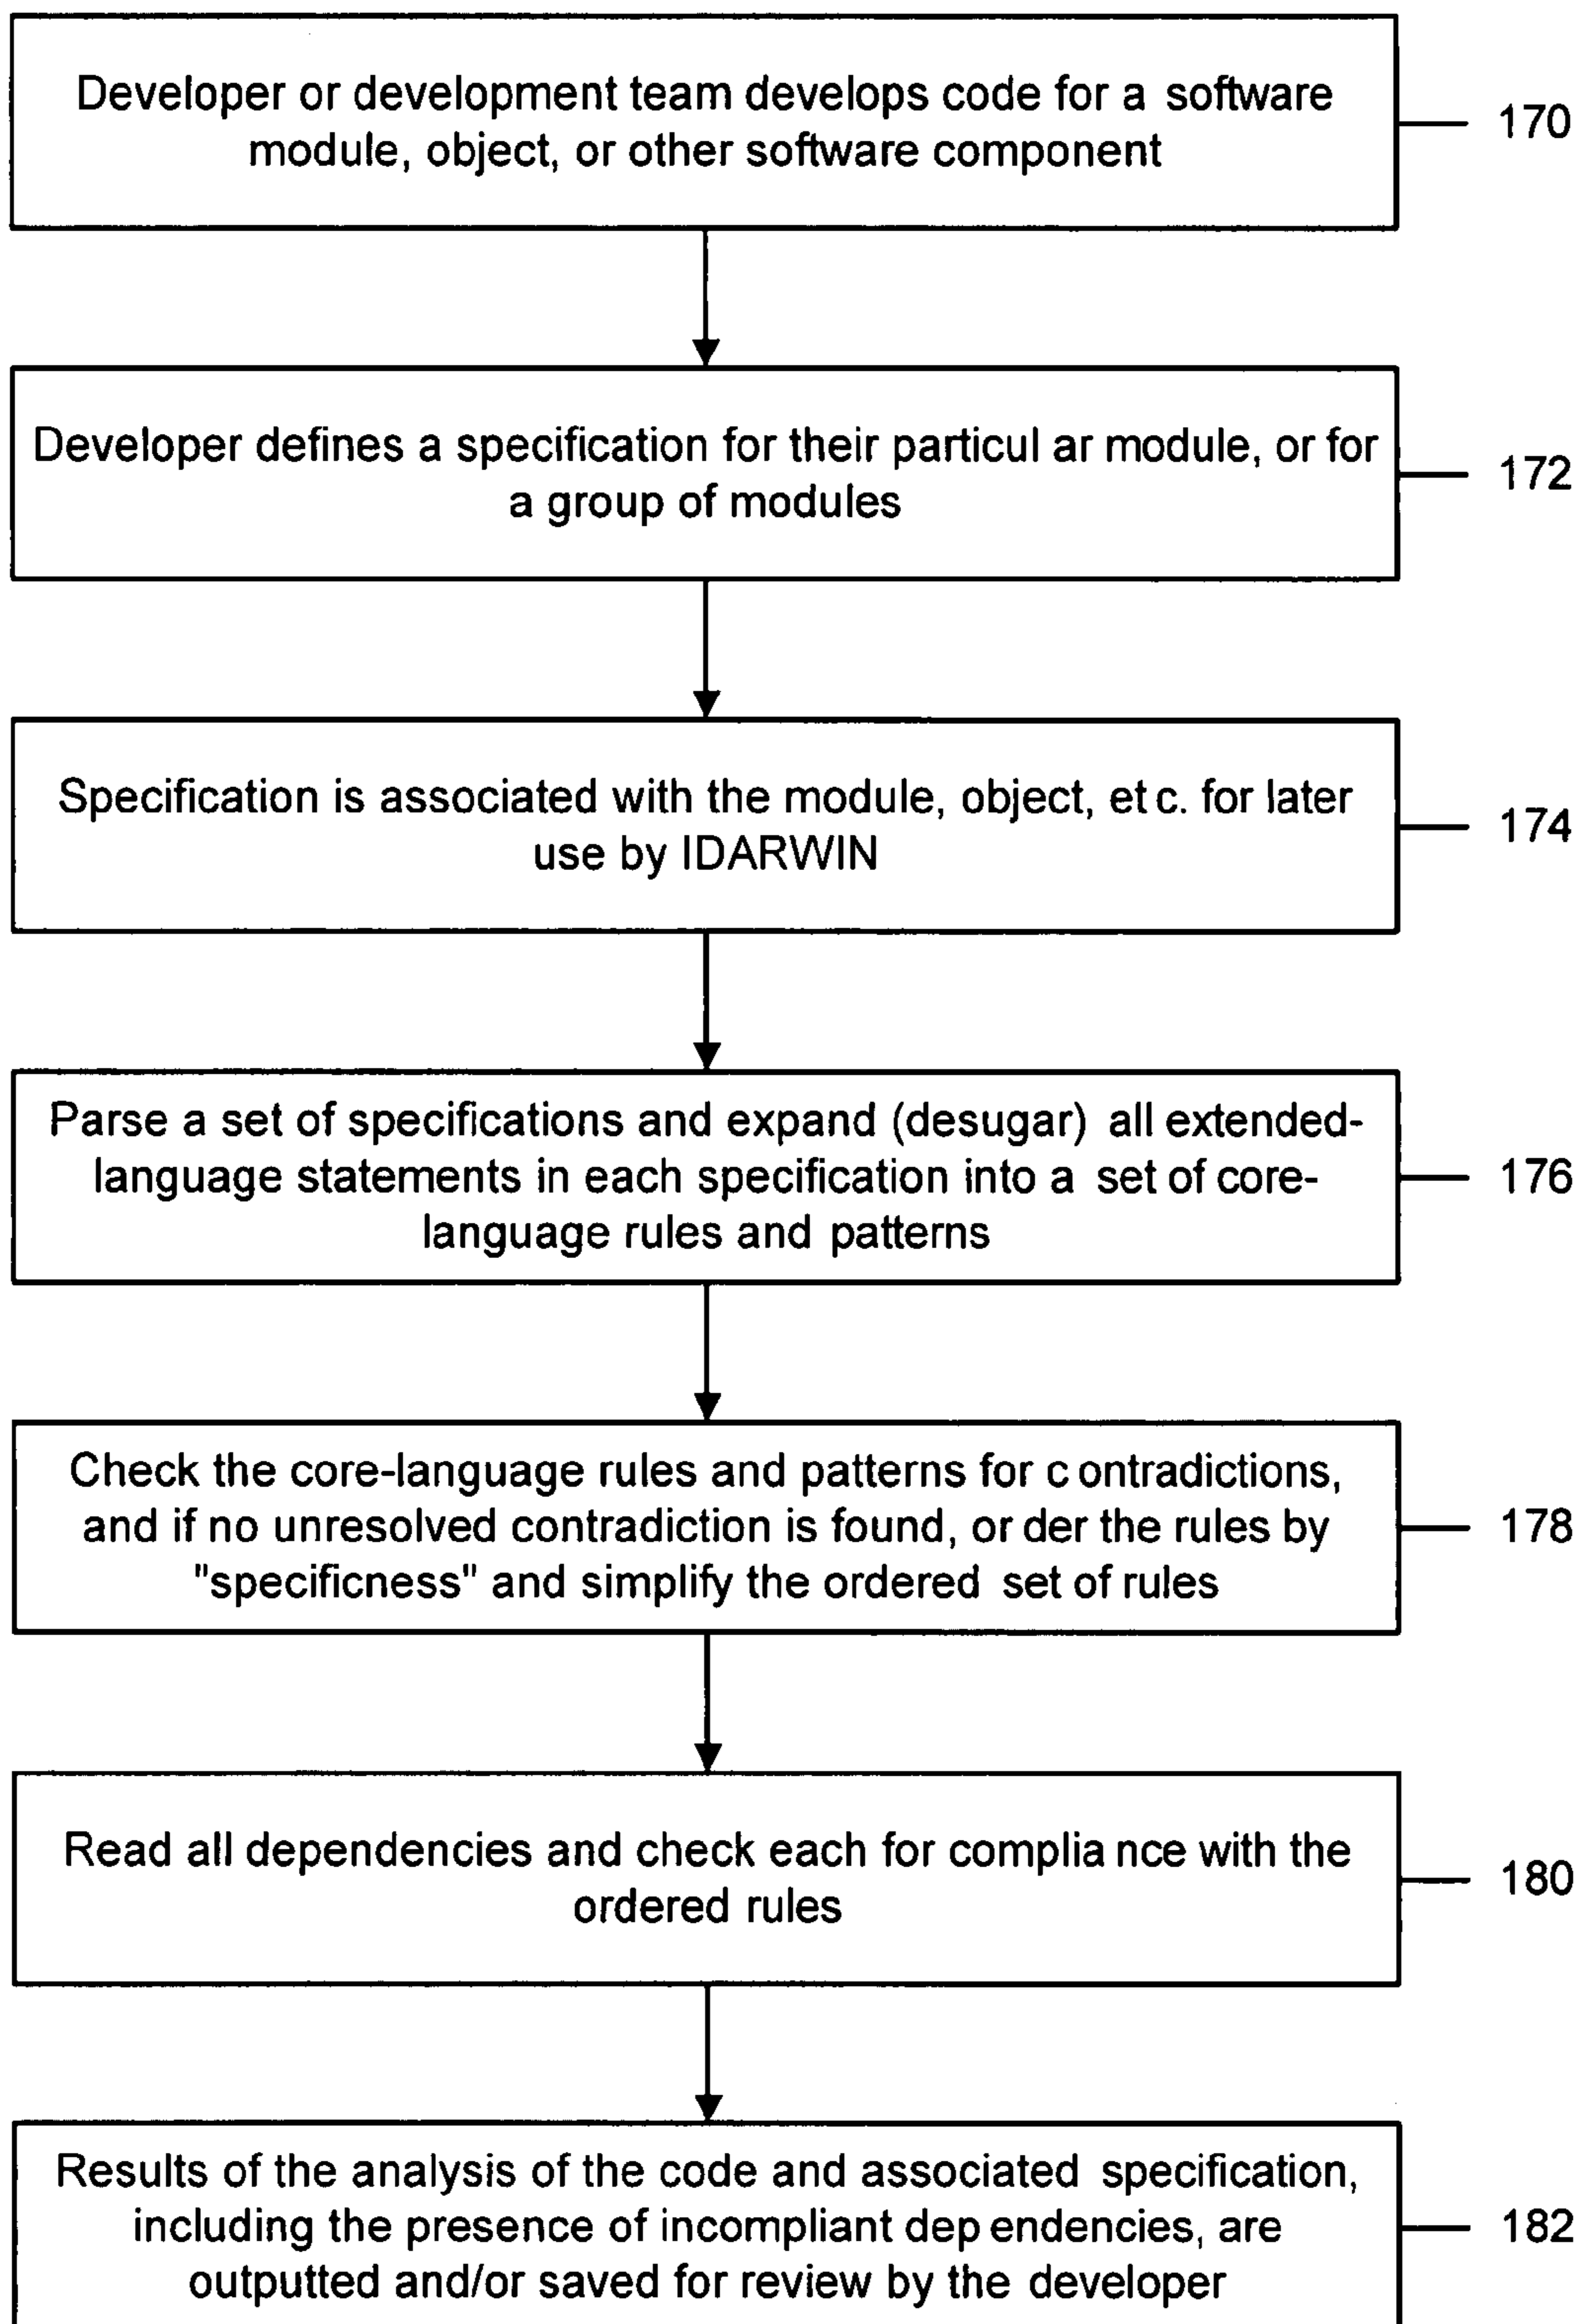 Developer or development team develops code for a software
module, object, or other software component
170
Developer defines a specification for their particul ar module, or for
a group of modules
172
Specification is associated with the module, object, et c. for later
use by IDARWIN
174
Parse a set of specifications and expand (desugar) all extended-
language statements in each specification into a set of core-
language rules and patterns
176
Check the core-language rules and patterns for c ontradictions,
and if no unresolved contradiction is found, or der the rules by
"specificness" and simplify the ordered set of rules
178
Read all dependencies and check each for complia nce with the
ordered rules
180
Results of the analysis of the code and associated specification,
including the presence of incompliant dep endencies, are
outputted and/or saved for review by the developer
182